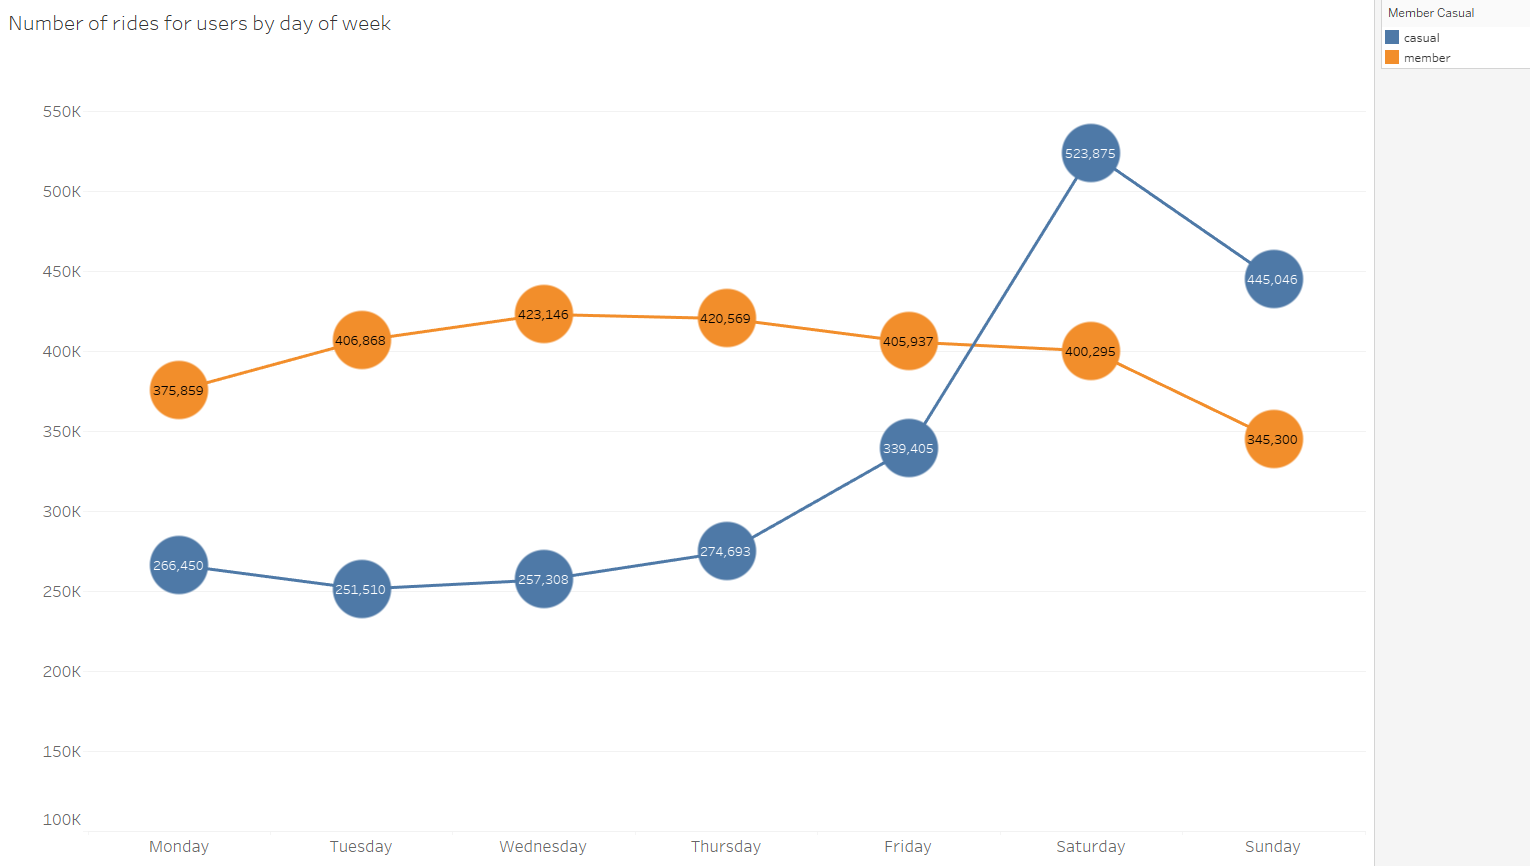 Number of rides for users by day of week
Member Casual
casual
member
550K
500K
450K
400K
350K
300K
250K
200K
150K
100K
523,875
445,046
423,146
420,569
406,868
405,937
400,295
375,859
345,300
339,405
274,693
266,450
257,308
251,510
Monday Tuesday Wednesday Thursday Friday Saturday Sunday